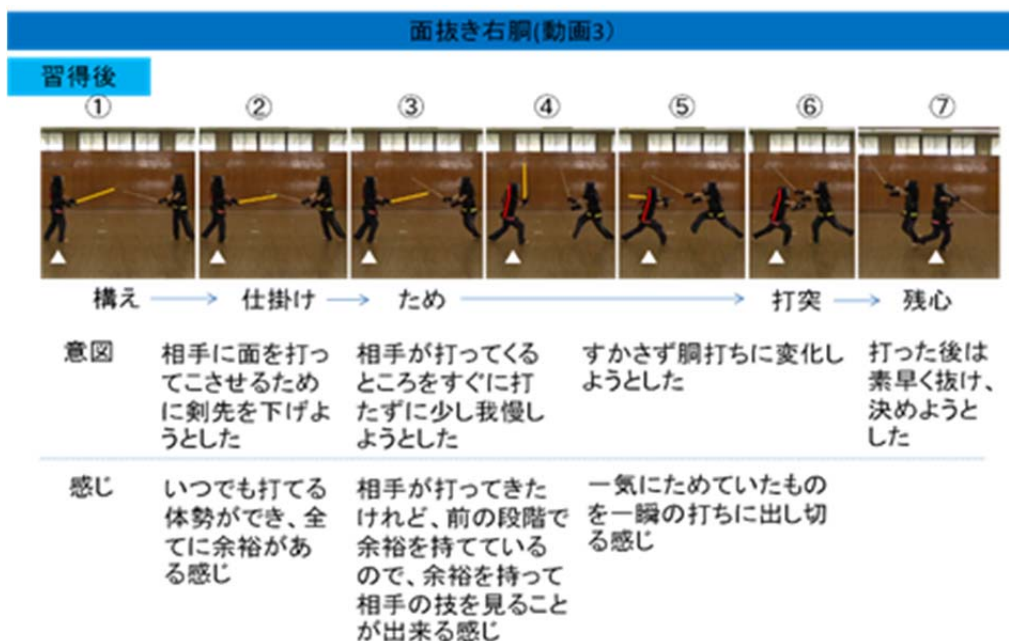 面抜き右胴(動画3)
習得後
① ② ③ ④ ⑤ ⑥ ⑦
構え 仕掛け ため 打突 残心
意図
相手に面を打っ
てこさせるため
に剣先を下げよ
うとした
相手が打ってくる
ところをすぐに打
たずに少し我慢し
ようとした
すかさず胴打ちに変化し
ようとした
打った後は
素早く抜け、
決めようと
した
感じ
いつでも打てる
体勢ができ、全
てに余裕があ
る感じ
相手が打ってきた
けれど、前の段階で
余裕を持てている
ので、余裕を持って
相手の技を見ること
が出来る感じ
一気にためていたもの
を一瞬の打ちに出し切
る感じ